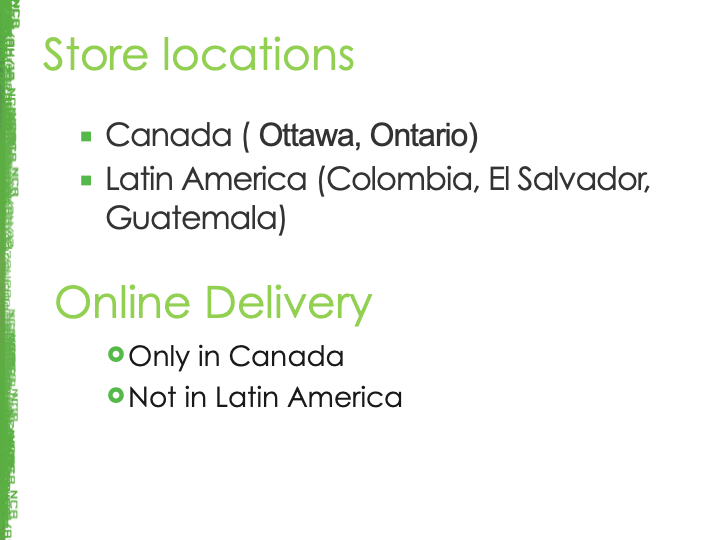 Store locations
Canada ( Ottawa, Ontario)
Latin America (Colombia, El Salvador,
Guatemala)
Online Delivery
Only in Canada
Not in Latin America